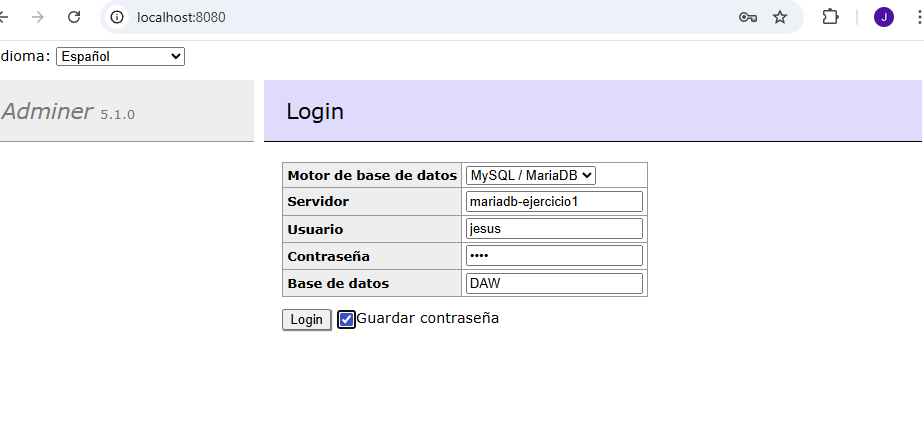 localhost:8080
J
dioma: Español
Adminer 5.1.0
Login
Motor de base de datos MySQL / MariaDB
Servidor mariadb-ejercicio1
Usuario jesus
Contraseña ••••
Base de datos DAW
Login Guardar contraseña